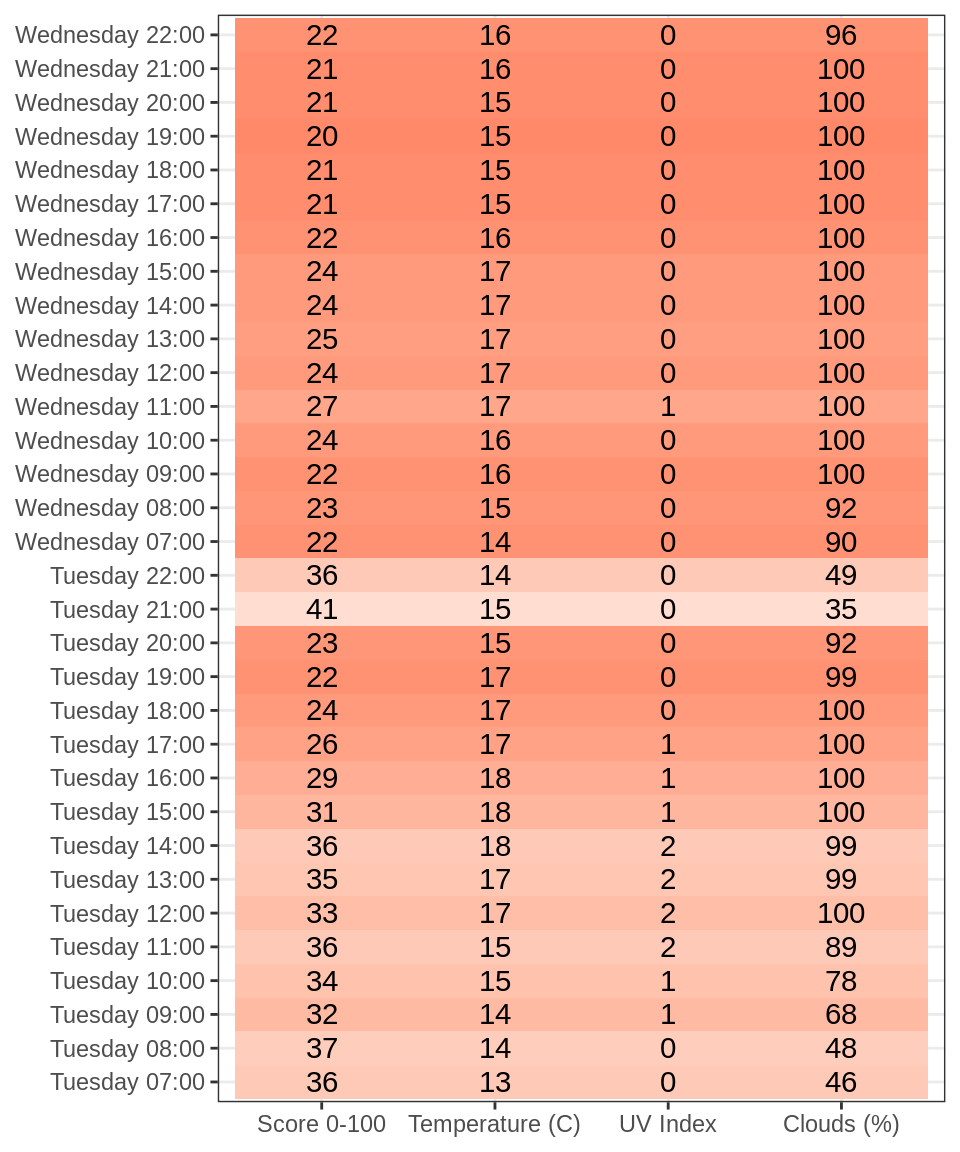 Wednesday 22:00 22 16 0 96
Wednesday 21:00 21 16 0 100
Wednesday 20:00 21 15 0 100
Wednesday 19:00 20 15 0 100
Wednesday 18:00 21 15 0 100
Wednesday 17:00 21 15 0 100
Wednesday 16:00 22 16 0 100
Wednesday 15:00 24 17 0 100
Wednesday 14:00 24 17 0 100
Wednesday 13:00 25 17 0 100
Wednesday 12:00 24 17 0 100
Wednesday 11:00 27 17 1 100
Wednesday 10:00 24 16 0 100
Wednesday 09:00 22 16 0 100
Wednesday 08:00 23 15 0 92
Wednesday 07:00 22 14 0 90
Tuesday 22:00 36 14 0 49
Tuesday 21:00 41 15 0 35
Tuesday 20:00 23 15 0 92
Tuesday 19:00 22 17 0 99
Tuesday 18:00 24 17 0 100
Tuesday 17:00 26 17 1 100
Tuesday 16:00 29 18 1 100
Tuesday 15:00 31 18 1 100
Tuesday 14:00 36 18 2 99
Tuesday 13:00 35 17 2 99
Tuesday 12:00 33 17 2 100
Tuesday 11:00 36 15 2 89
Tuesday 10:00 34 15 1 78
Tuesday 09:00 32 14 1 68
Tuesday 08:00 37 14 0 48
Tuesday 07:00 36 13 0 46
Score 0-100 Temperature (C) UV Index Clouds (%)